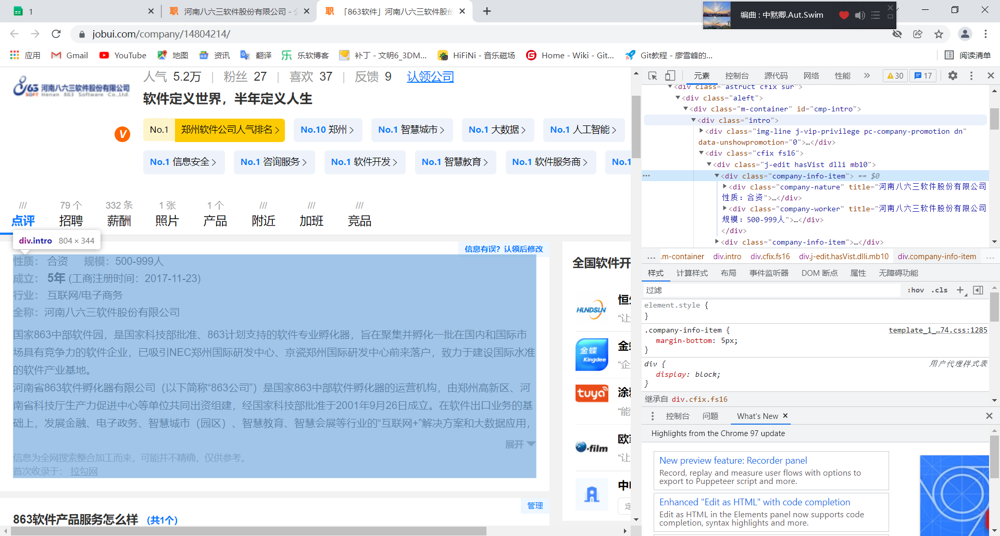 1
河南八六三软件股份有限公司 - 公
「863软件」河南八六三软件股份
编曲 : 中黙卿.Aut.Swim
jobui.com/company/14804214/
应用
Gmail
YouTube
地图
资讯
翻译
乐软博客
补丁 - 文明6_3DM...
HiFiNi - 音乐磁场
Home - Wiki - Git...
Git教程 - 廖雪峰的...
阅读清单
863 SOFT 河南八六三软件股份有限公司
Henan 863 Software Co.,Ltd.
人气 5.2万 | 粉丝 27 | 喜欢 37 | 反馈 9 认领公司
软件定义世界，半年定义人生
V
No.1 郑州软件公司人气排名 No.10 郑州 No.1 智慧城市 No.1 大数据 No.1 人工智能
No.1 信息安全 No.1 咨询服务 No.1 软件开发 No.1 智慧教育 No.1 软件服务商 No.1
/// 79 个 332 条 1 张 1 个 /// /// ///
点评 招聘 薪酬 照片 产品 附近 加班 竞品
div.intro 804 × 344
信息有误？认领后修改
性质： 合资 规模：500-999人
成立： 5年 (工商注册时间：2017-11-23)
行业： 互联网/电子商务
全称：河南八六三软件股份有限公司
国家863中部软件园，是国家科技部批准、863计划支持的软件专业孵化器，旨在聚集并孵化一批在国内和国际市
场具有竞争力的软件企业，已吸引NEC郑州国际研发中心、京瓷郑州国际研发中心前来落户，致力于建设国际水准
的软件产业基地。
河南省863软件孵化器有限公司（以下简称“863公司”）是国家863中部软件孵化器的运营机构，由郑州高新区、河
南省科技厅生产力促进中心等单位共同出资组建，经国家科技部批准于2001年9月26日成立。在软件出口业务的基
础上，发展金融、电子政务、智慧城市（园区）、智慧教育、智慧会展等行业的“互联网+”解决方案和大数据应用，
展开
信息为全网搜索整合加工而来，可能并不精确，仅供参考。
首次收录于： 拉勾网
管理
863软件产品服务怎么样 (共1个)
全国软件开
HUNDSUN
恒
“让
金蝶
Kingdee
金
“企
tuya
涂
“能
O-film
欧
“让
中
定
元素 控制台 源代码 网络 性能 » 30 17
<div class="astruct cfix sur">
<div class="aleft">
<div class="m-container" id="cmp-intro">
<div class="intro">
<div class="img-line j-vip-privilege pc-company-promotion dn"
data-unshowpromotion="0">…</div>
<div class="cfix fs16">
<div class="j-edit hasVist dlli mb10">
<div class="company-info-item"> == $0
<div class="company-nature" title="河南八六三软件股份有限公司
性质：合资">…</div>
<div class="company-worker" title="河南八六三软件股份有限公司
规模：500-999人">…</div>
</div>
<div class="company-info-item">…</div>
... .m-container div.intro div.cfix.fs16 div.j-edit.hasVist.dlli.mb10 div.company-info-item ...
样式 计算样式 布局 事件监听器 DOM 断点 属性 无障碍功能
过滤 :hov .cls +
element.style {
}
.company-info-item { template_1_…74.css:1285
margin-bottom: 5px;
}
div { 用户代理样式表
display: block;
}
继承自 div.cfix.fs16
控制台 问题 What's New
Highlights from the Chrome 97 update
New preview feature: Recorder panel
Record, replay and measure user flows with options to
export to Puppeteer script and more.
Enhanced "Edit as HTML" with code completion
Edit as HTML in the Elements panel now supports code
completion, syntax highlights and more.